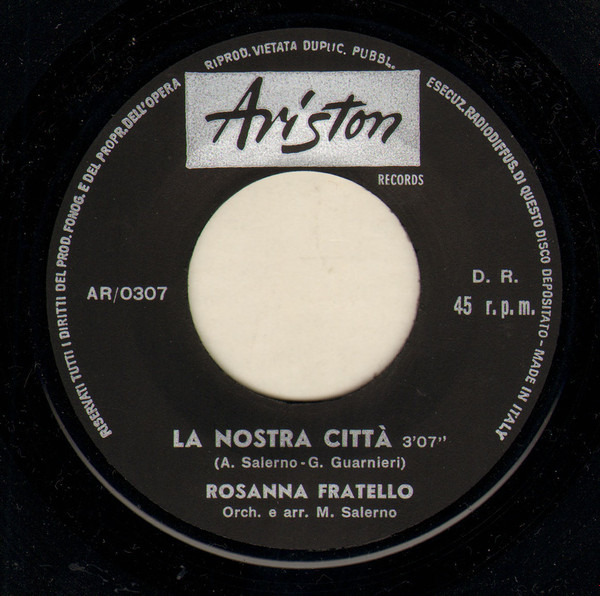 RISERVATI TUTTI I DIRITTI DEL PROD. FONOG. E DEL PROPR. DELL'OPERA
RIPROD. VIETATA DUPLIC. PUBBL.
ESECUZ. RADIODIFFUS. DI QUESTO DISCO DEPOSITATO - MADE IN ITALY
Ariston
RECORDS
AR/0307
D. R.
45 r.p.m.
LA NOSTRA CITTÀ 3'07"
(A. Salerno-G. Guarnieri)
ROSANNA FRATELLO
Orch. e arr. M. Salerno